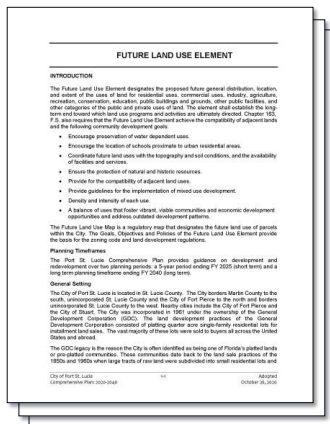 FUTURE LAND USE ELEMENT
INTRODUCTION
The Future Land Use Element designates the proposed future general distribution, location,
and extent of the uses of land for residential uses, commercial uses, industry, agriculture,
recreation, conservation, education, public buildings and grounds, other public facilities, and
other categories of the public and private uses of land. The element shall establish the long-
term end toward which land use programs and activities are ultimately directed. Chapter 163,
F.S. also requires that the Future Land Use Element achieve the compatibility of adjacent lands
and the following community development goals:
• Encourage preservation of water dependent uses.
• Encourage the location of schools proximate to urban residential areas.
• Coordinate future land uses with the topography and soil conditions, and the availability
of facilities and services.
• Ensure the protection of natural and historic resources.
• Provide for the compatibility of adjacent land uses.
• Provide guidelines for the implementation of mixed use development.
• Density and intensity of each use.
• A balance of uses that foster vibrant, viable communities and economic development
opportunities and address outdated development patterns.
The Future Land Use Map is a regulatory map that designates the future land use of parcels
within the City. The Goals, Objectives and Policies of the Future Land Use Element provide
the basis for the zoning code and land development regulations.
Planning Timeframes
The Port St. Lucie Comprehensive Plan provides guidance on development and
redevelopment over two planning periods: a 5-year period ending FY 2025 (short term) and a
long term planning timeframe ending FY 2040 (long term).
General Setting
The City of Port St. Lucie is located in St. Lucie County. The City borders Martin County to the
south, unincorporated St. Lucie County and the City of Fort Pierce to the north and borders
unincorporated St. Lucie County to the west. Nearby cities include the City of Fort Pierce and
the City of Stuart. The City was incorporated in 1961 under the ownership of the General
Development Corporation (GDC). The land development practices of the General
Development Corporation consisted of platting quarter acre single-family residential lots for
installment land sales. The vast majority of these lots were sold to buyers all across the United
States and abroad.
The GDC legacy is the reason the City is often identified as being one of Florida's platted lands
or pre-platted communities. These communities date back to the land sale practices of the
1950s and 1960s when large tracts of raw land were subdivided into small residential lots and
City of Port St. Lucie
Adopted
Comprehensive Plan: 2020-2040
October 26, 2020